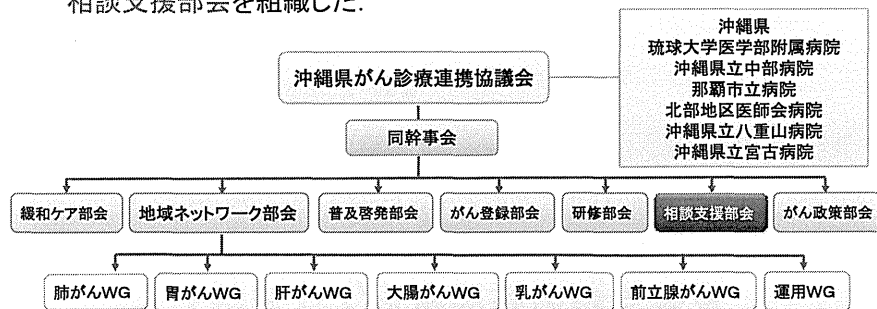 相談支援部会を組織した.
沖縄県
琉球大学医学部附属病院
沖縄県立中部病院
那覇市立病院
北部地区医師会病院
沖縄県立八重山病院
沖縄県立宮古病院
沖縄県がん診療連携協議会
同幹事会
緩和ケア部会
地域ネットワーク部会
普及啓発部会
がん登録部会
研修部会
相談支援部会
がん政策部会
肺がんWG
胃がんWG
肝がんWG
大腸がんWG
乳がんWG
前立腺がんWG
運用WG